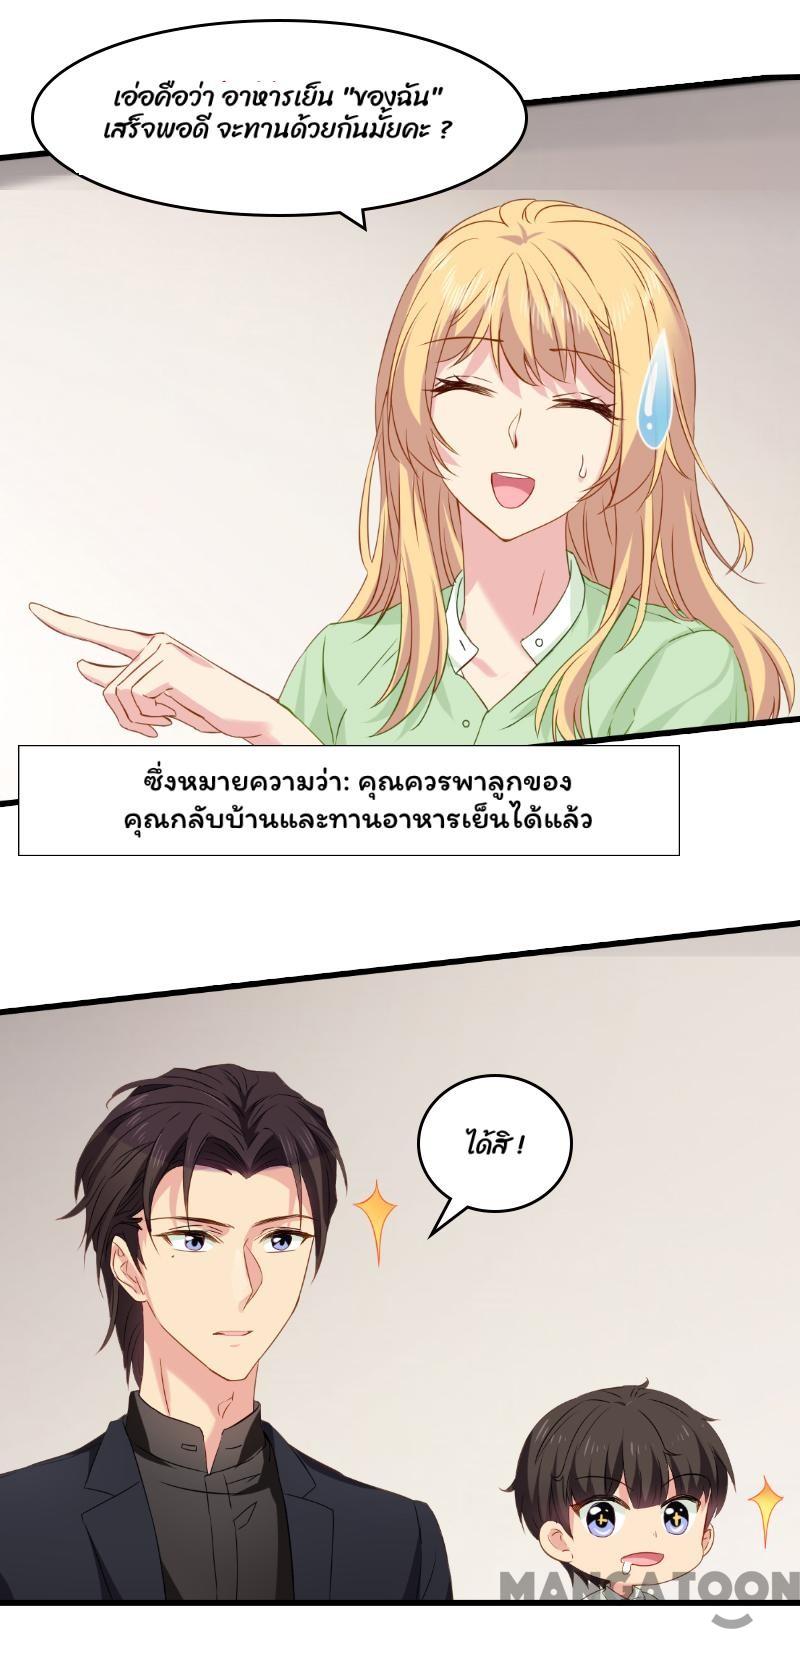 เอ่อคือว่า อาหารเย็น "ของฉัน"
เสร็จพอดี จะทานด้วยกันมั้ยคะ ?
ซึ่งหมายความว่า: คุณควรพาลูกของ
คุณกลับบ้านและทานอาหารเย็นได้แล้ว
ได้สิ !
MANGATOON